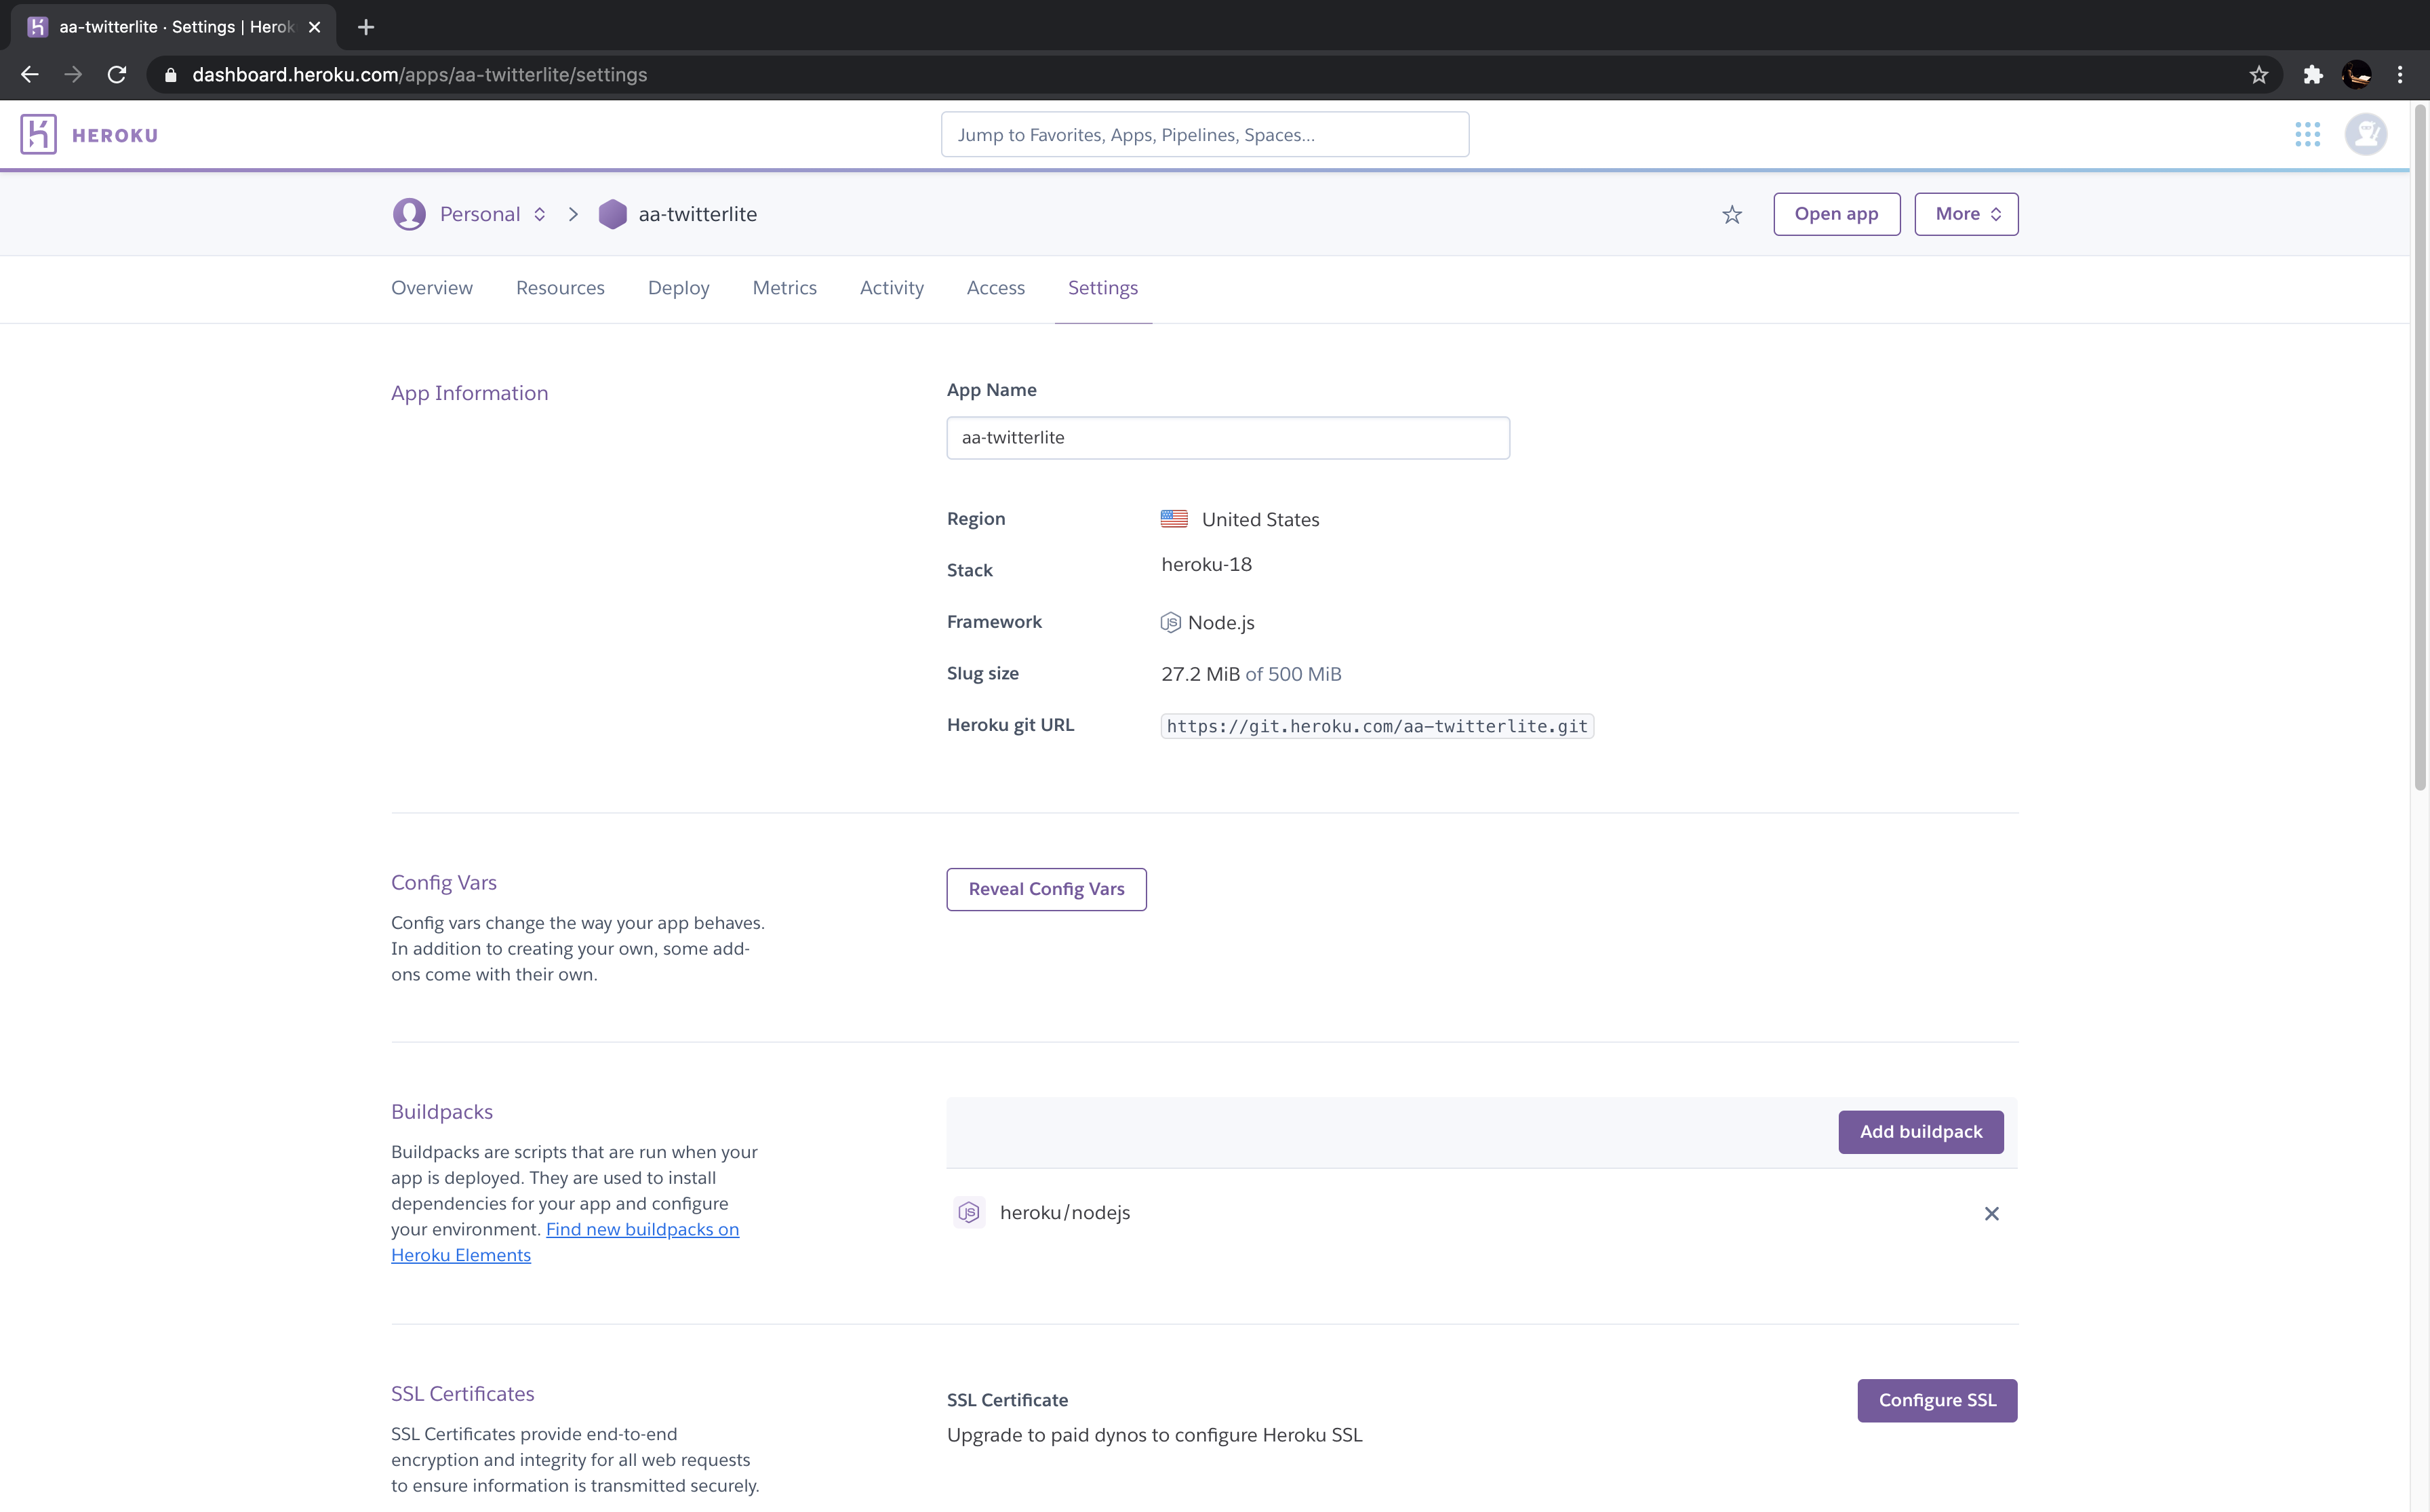 aa-twitterlite · Settings | Herok
dashboard.heroku.com/apps/aa-twitterlite/settings
HEROKU
Jump to Favorites, Apps, Pipelines, Spaces...
Personal
aa-twitterlite
Open app
More
Overview
Resources
Deploy
Metrics
Activity
Access
Settings
App Information
App Name
aa-twitterlite
Region
United States
Stack
heroku-18
Framework
Node.js
Slug size
27.2 MiB of 500 MiB
Heroku git URL
https://git.heroku.com/aa-twitterlite.git
Config Vars
Config vars change the way your app behaves.
In addition to creating your own, some add-
ons come with their own.
Reveal Config Vars
Buildpacks
Buildpacks are scripts that are run when your
app is deployed. They are used to install
dependencies for your app and configure
your environment. Find new buildpacks on
Heroku Elements
Add buildpack
heroku/nodejs
SSL Certificates
SSL Certificates provide end-to-end
encryption and integrity for all web requests
to ensure information is transmitted securely.
SSL Certificate
Upgrade to paid dynos to configure Heroku SSL
Configure SSL